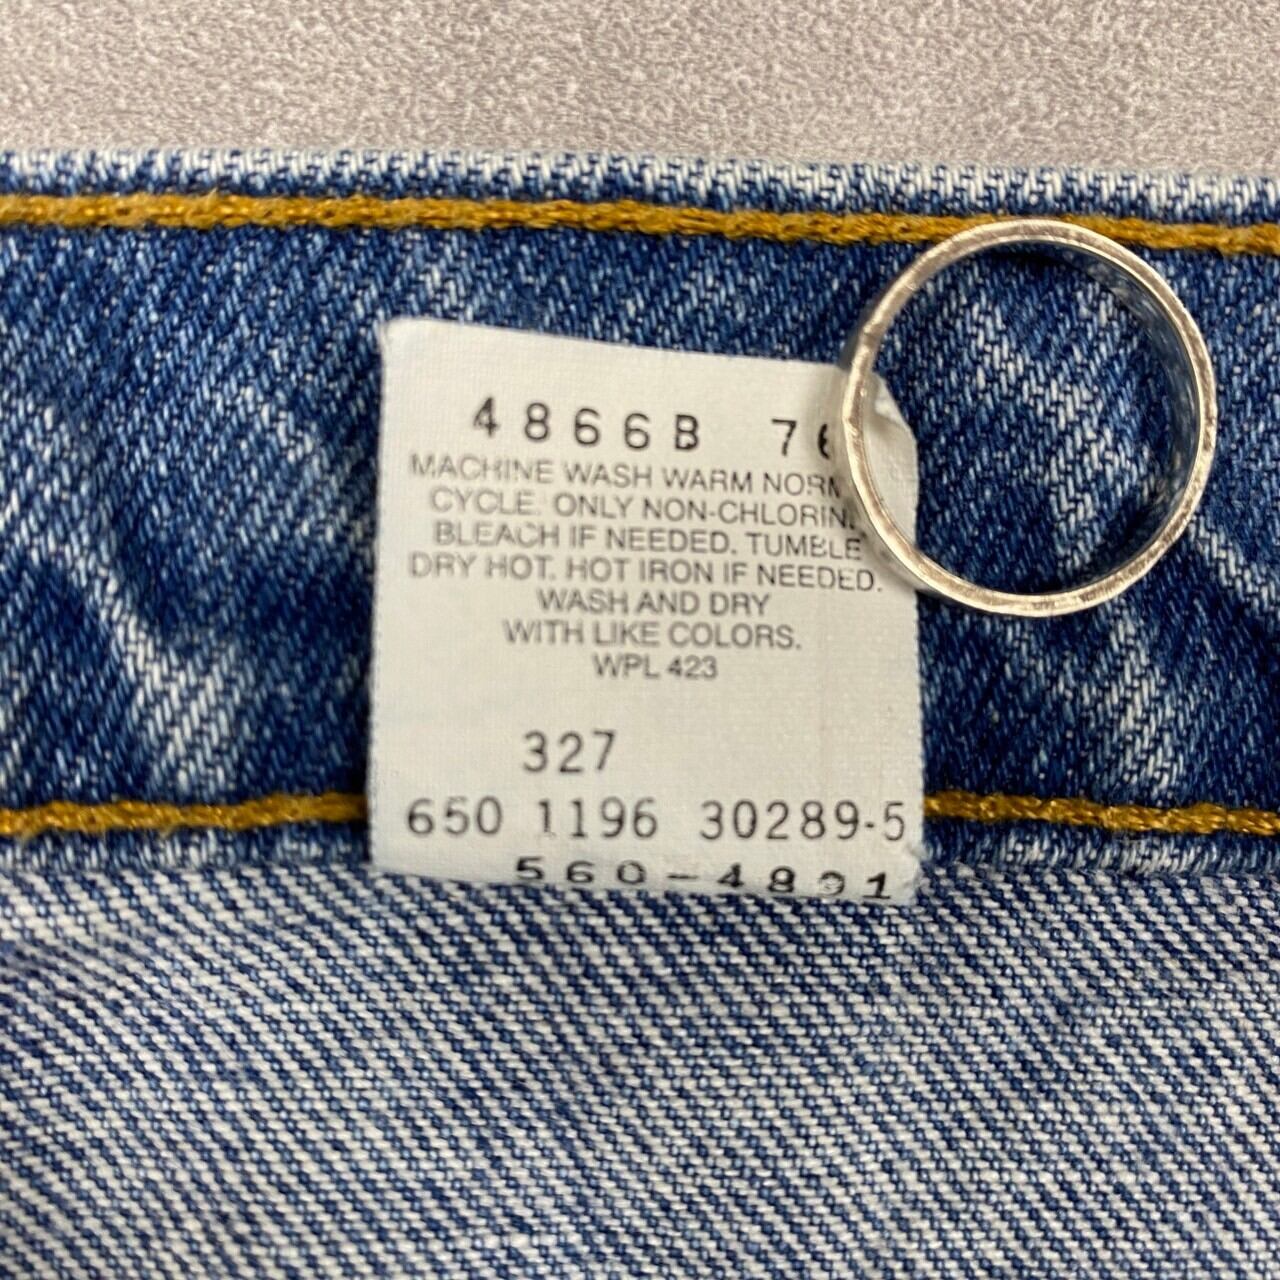 4866B 76
MACHINE WASH WARM NORM
CYCLE. ONLY NON-CHLORIN
BLEACH IF NEEDED. TUMBLE
DRY HOT. HOT IRON IF NEEDED.
WASH AND DRY
WITH LIKE COLORS.
WPL 423
327
650 1196 30289-5
560-4891